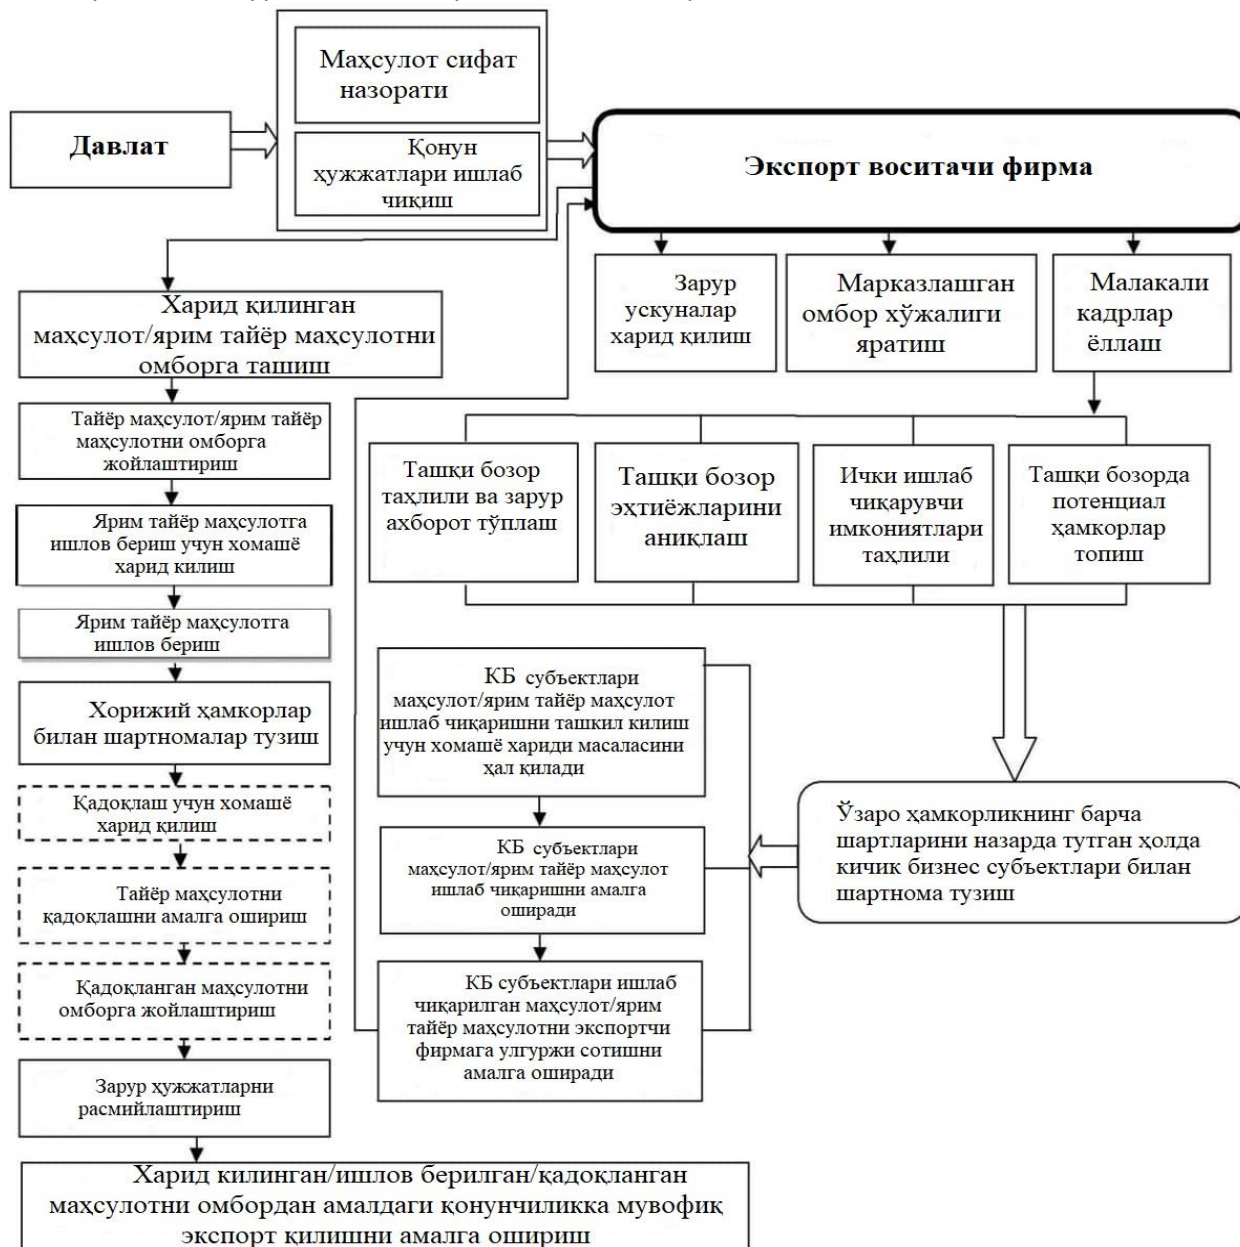 Давлат
Маҳсулот сифат
назорати
Қонун
ҳужжатлари ишлаб
чиқиш
Экспорт воситачи фирма
Зарур
ускуналар
харид қилиш
Марказлашган
омбор хўжалиги
яратиш
Малакали
кадрлар
ёллаш
Харид қилинган
маҳсулот/ярим тайёр маҳсулотни
омборга ташиш
Тайёр маҳсулот/ярим тайёр
маҳсулотни омборга
жойлаштириш
Ярим тайёр маҳсулотга
ишлов бериш учун хомашё
харид килиш
Ярим тайёр маҳсулотга
ишлов бериш
Хорижий ҳамкорлар
билан шартномалар тузиш
Қадоқлаш учун хомашё
харид қилиш
Тайёр маҳсулотни
қадоқлашни амалга ошириш
Қадоқланган маҳсулотни
омборга жойлаштириш
Зарур ҳужжатларни
расмийлаштириш
Харид килинган/ишлов берилган/қадоқланган
маҳсулотни омбордан амалдаги қонунчиликка мувофиқ
экспорт қилишни амалга ошириш
Ташқи бозор
таҳлили ва зарур
ахборот тўплаш
Ташқи бозор
эҳтиёжларини
аниқлаш
Ички ишлаб
чиқарувчи
имкониятлари
таҳлили
Ташқи бозорда
потенциал
ҳамкорлар
топиш
КБ субъектлари
маҳсулот/ярим тайёр маҳсулот
ишлаб чиқаришни ташкил килиш
учун хомашё хариди масаласини
ҳал қилади
КБ субъектлари
маҳсулот/ярим тайёр маҳсулот
ишлаб чиқаришни амалга
оширади
КБ субъектлари ишлаб
чиқарилган маҳсулот/ярим
тайёр маҳсулотни экспортчи
фирмага улгуржи сотишни
амалга оширади
Ўзаро ҳамкорликнинг барча
шартларини назарда тутган ҳолда
кичик бизнес субъектлари билан
шартнома тузиш